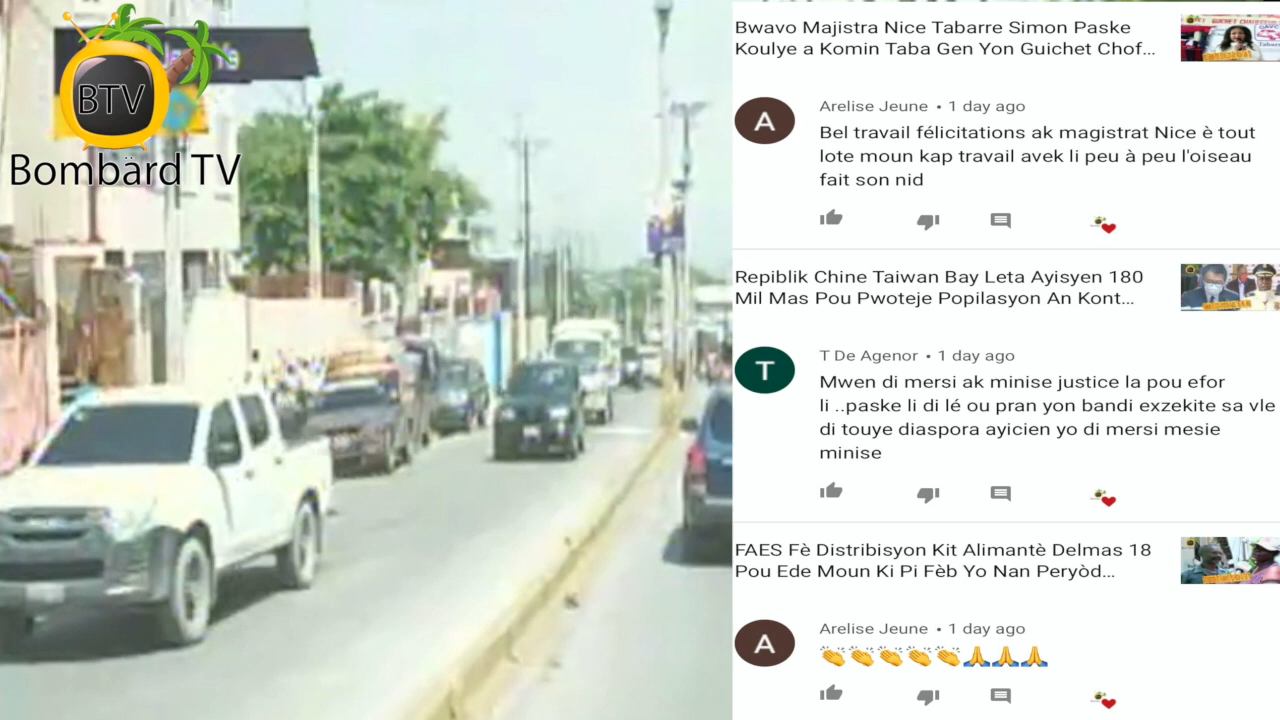 BTV
Bombärd TV
Bwavo Majistra Nice Tabarre Simon Paske
Koulye a Komin Taba Gen Yon Guichet Chof...
Arelise Jeune • 1 day ago
A
Bel travail félicitations ak magistrat Nice è tout
lote moun kap travail avek li peu à peu l'oiseau
fait son nid
Repiblik Chine Taiwan Bay Leta Ayisyen 180
Mil Mas Pou Pwoteje Popilasyon An Kont...
T De Agenor • 1 day ago
T
Mwen di mersi ak minise justice la pou efor
li ..paske li di lé ou pran yon bandi exzekite sa vle
di touye diaspora ayicien yo di mersi mesie
minise
FAES Fè Distribisyon Kit Alimantè Delmas 18
Pou Ede Moun Ki Pi Fèb Yo Nan Peryòd...
Arelise Jeune • 1 day ago
A
👏👏👏👏👏🙏🙏🙏